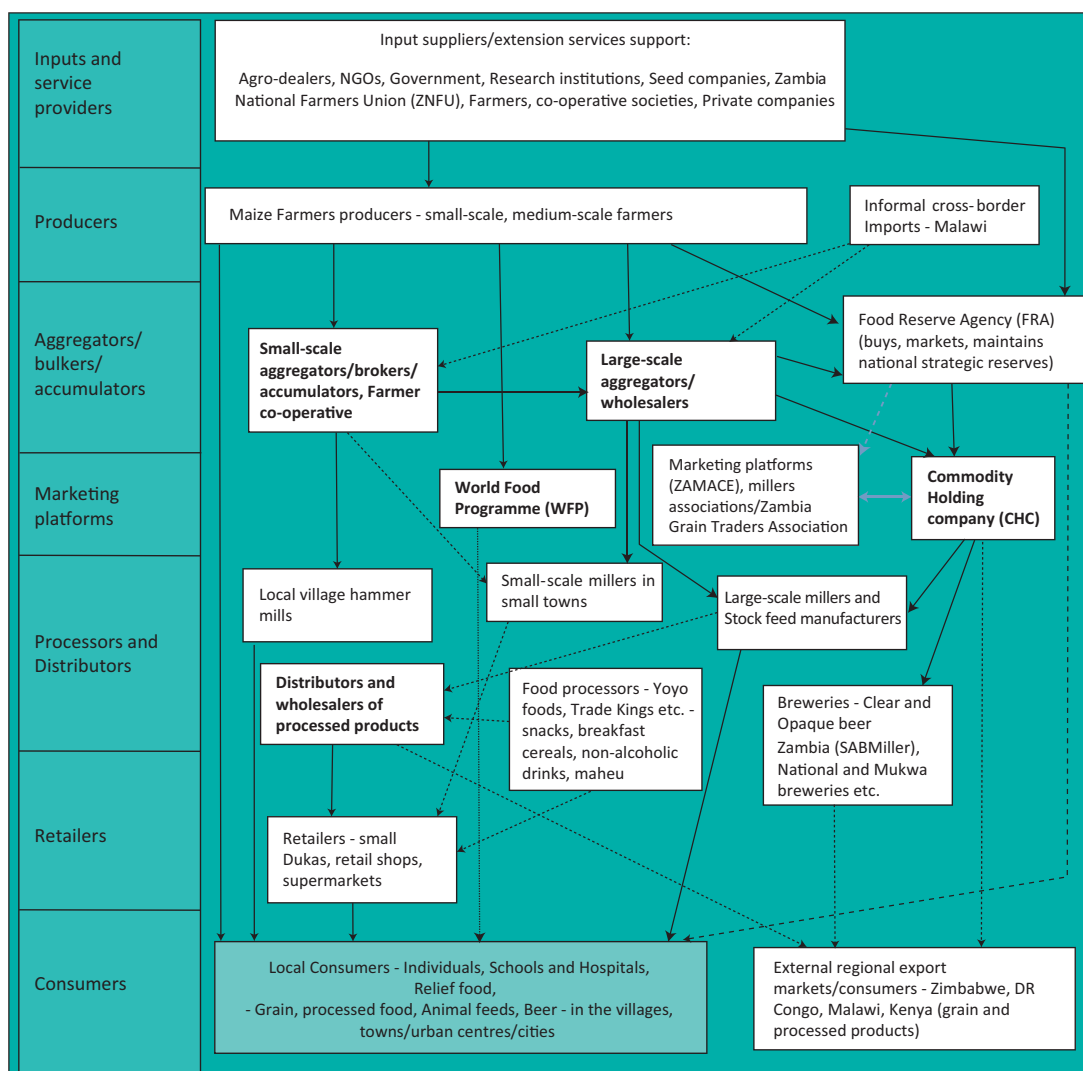 Inputs and
service
providers
Input suppliers/extension services support:
Agro-dealers, NGOs, Government, Research institutions, Seed companies, Zambia
National Farmers Union (ZNFU), Farmers, co-operative societies, Private companies
Producers
Maize Farmers producers - small-scale, medium-scale farmers
Informal cross-border
Imports - Malawi
Aggregators/
bulkers/
accumulators
Small-scale
aggregators/brokers/
accumulators, Farmer
co-operative
Large-scale
aggregators/
wholesalers
Food Reserve Agency (FRA)
(buys, markets, maintains
national strategic reserves)
Marketing
platforms
World Food
Programme (WFP)
Marketing platforms
(ZAMACE), millers
associations/Zambia
Grain Traders Association
Commodity
Holding
company (CHC)
Processors and
Distributors
Local village hammer
mills
Small-scale millers in
small towns
Large-scale millers and
Stock feed manufacturers
Distributors and
wholesalers of
processed products
Food processors - Yoyo
foods, Trade Kings etc. -
snacks, breakfast
cereals, non-alcoholic
drinks, maheu
Breweries - Clear and
Opaque beer
Zambia (SABMiller),
National and Mukwa
breweries etc.
Retailers
Retailers - small
Dukas, retail shops,
supermarkets
Consumers
Local Consumers - Individuals, Schools and Hospitals,
Relief food,
- Grain, processed food, Animal feeds, Beer - in the villages,
towns/urban centres/cities
External regional export
markets/consumers - Zimbabwe, DR
Congo, Malawi, Kenya (grain and
processed products)